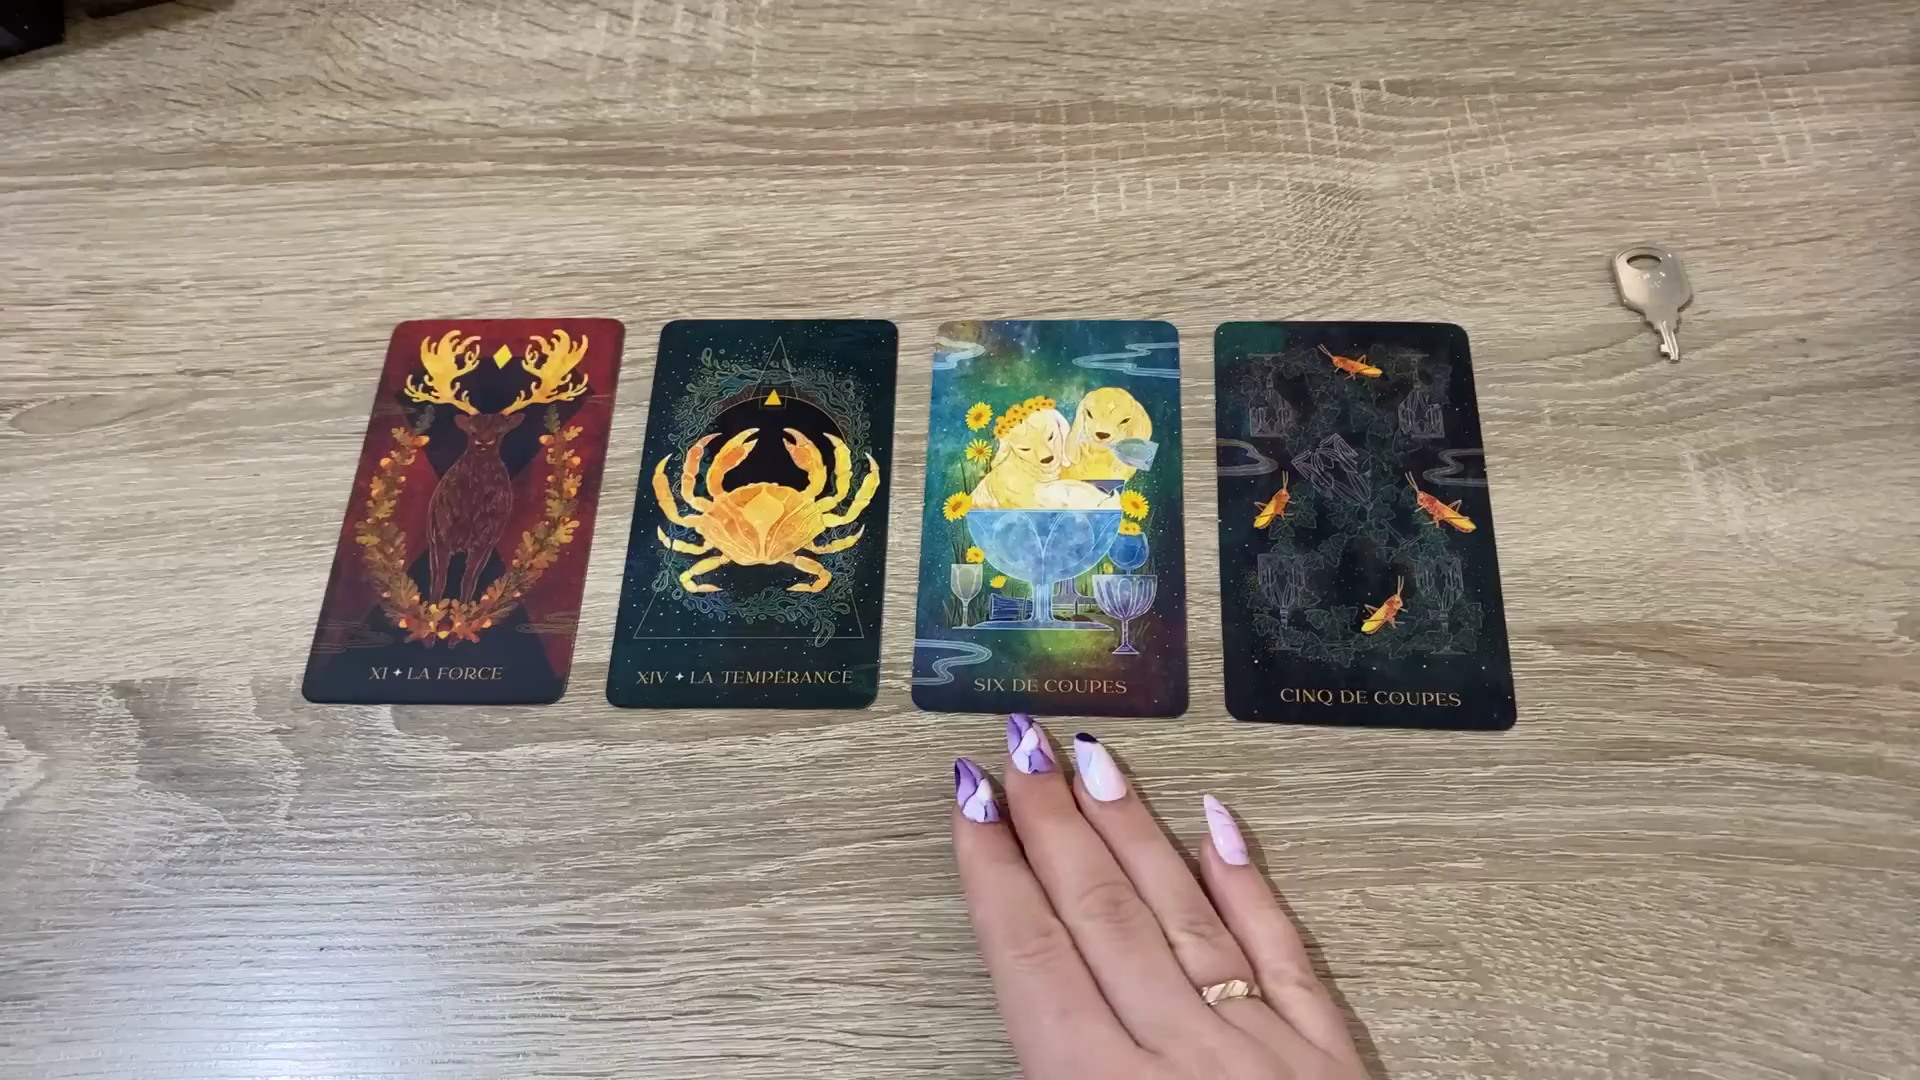 XI ✦ LA FORCE
XIV ✦ LA TEMPÉRANCE
SIX DE COUPES
CINQ DE COUPES